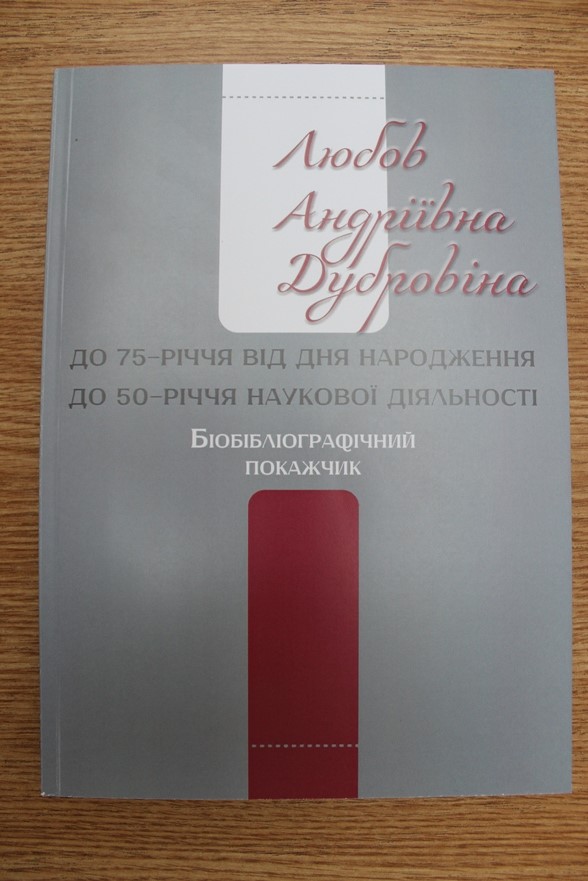 Любов
Андріївна
Дубровіна
ДО 75-РІЧЧЯ ВІД ДНЯ НАРОДЖЕННЯ
ДО 50-РІЧЧЯ НАУКОВОЇ ДІЯЛЬНОСТІ
БІОБІБЛІОГРАФІЧНИЙ
ПОКАЖЧИК